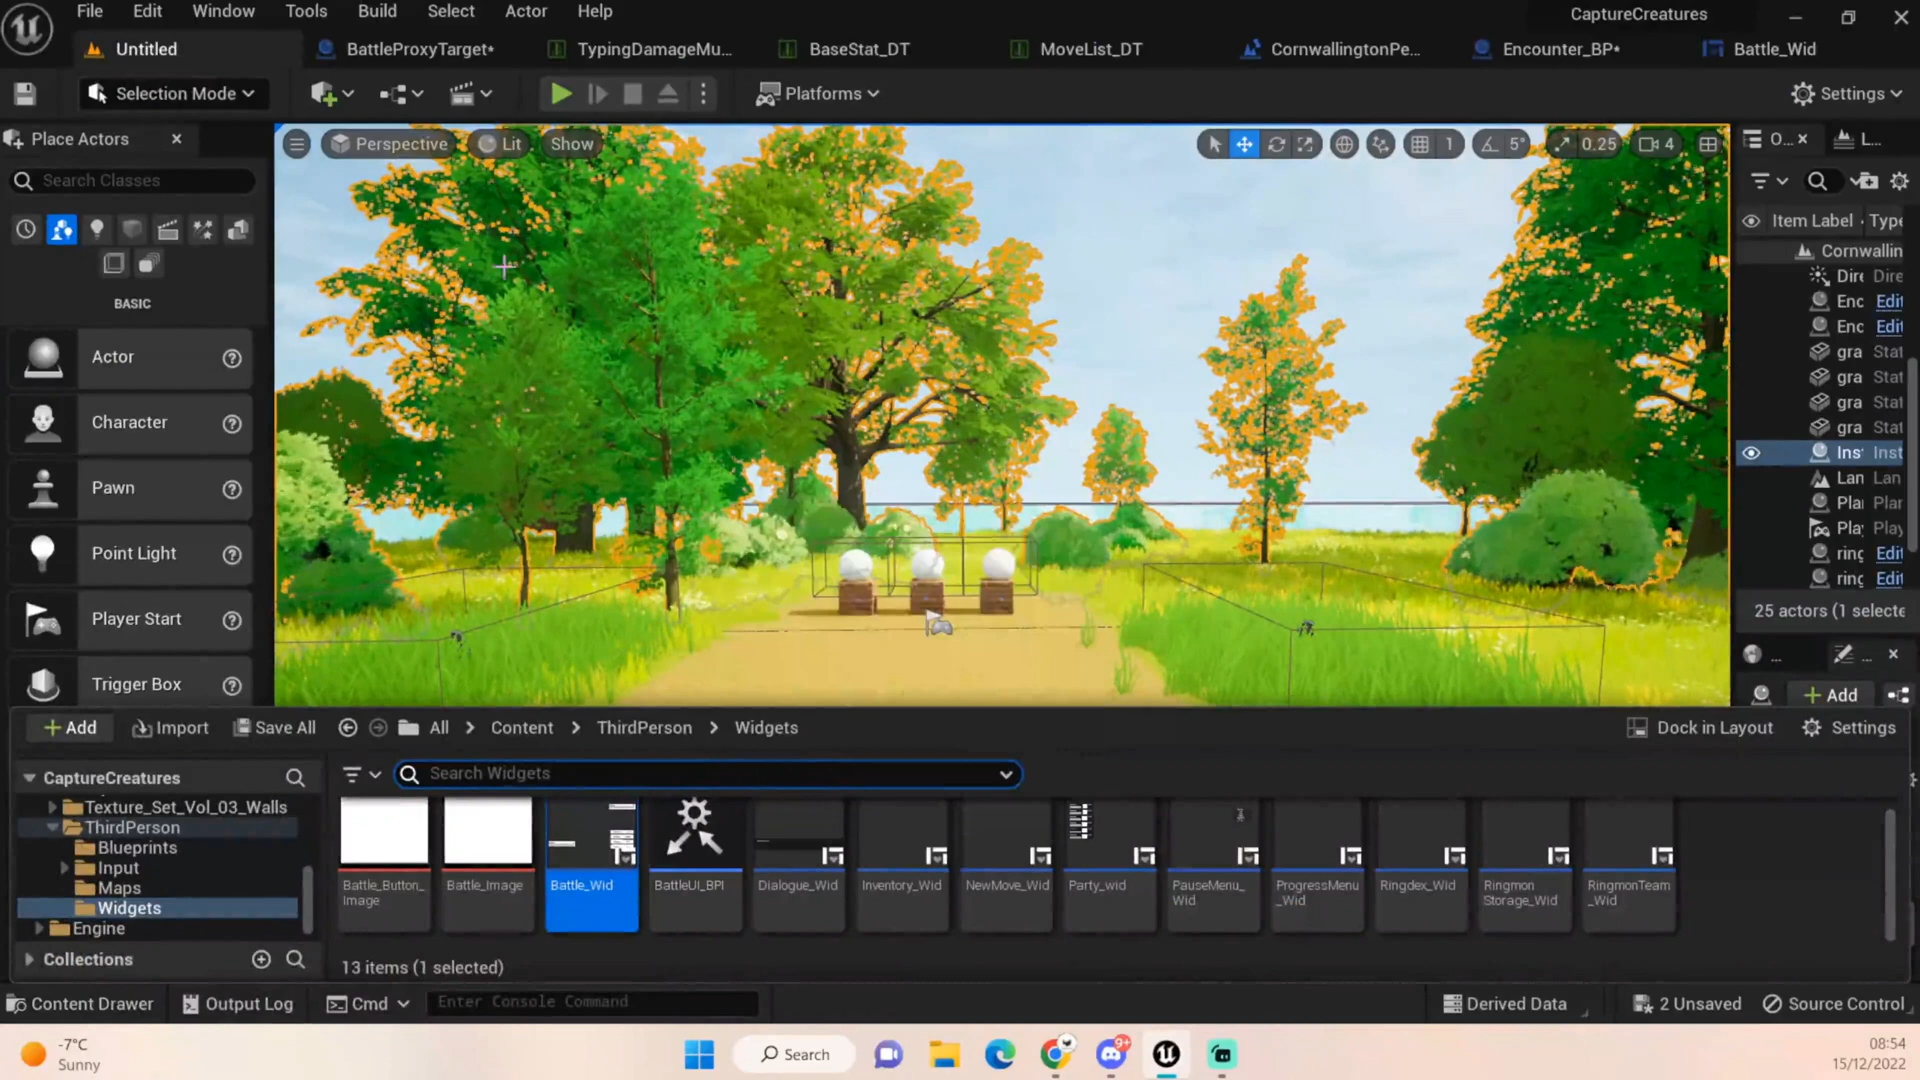 File Edit Window Tools Build Select Actor Help
CaptureCreatures
Untitled
BattleProxyTarget*
TypingDamageMu...
BaseStat_DT
MoveList_DT
CornwallingtonPe...
Encounter_BP*
Battle_Wid
Selection Mode
Platforms
Settings
Place Actors
Search Classes
BASIC
Actor
Character
Pawn
Point Light
Player Start
Trigger Box
Perspective
Lit
Show
1
5°
0.25
4
O...
L...
Item Label
Type
Cornwallin
Dire Dire
Enc Edit
Enc Edit
gra Stat
gra Stat
gra Stat
gra Stat
Ins Inst
Lan Lan
Plar Plar
Play Play
ring Edit
ring Edit
25 actors (1 selecte
...
...
Add
Add
Import
Save All
All
Content
ThirdPerson
Widgets
Dock in Layout
Settings
CaptureCreatures
Search Widgets
Texture_Set_Vol_03_Walls
ThirdPerson
Blueprints
Input
Maps
Widgets
Engine
Collections
Battle_Button_
Image
Battle_Image
Battle_Wid
BattleUI_BPI
Dialogue_Wid
Inventory_Wid
NewMove_Wid
Party_wid
PauseMenu_
Wid
ProgressMenu
_Wid
Ringdex_Wid
Ringmon
Storage_Wid
RingmonTeam
_Wid
13 items (1 selected)
Content Drawer
Output Log
Cmd
Enter Console Command
Derived Data
2 Unsaved
Source Control
-7°C
Sunny
Search
9+
08:54
15/12/2022